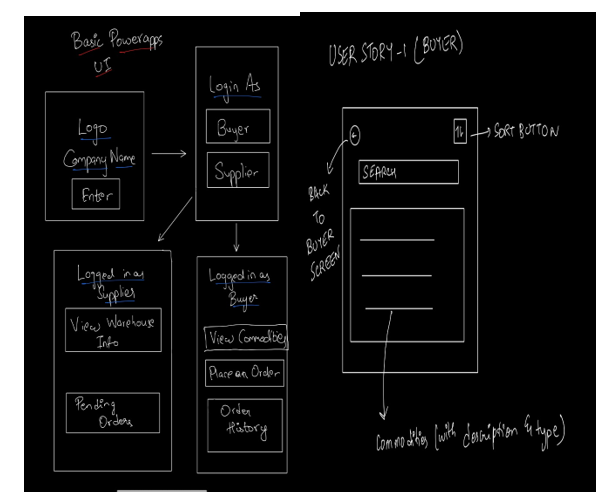 Basic Powerapps
UI
Logo
Company Name
Enter
Login As
Buyer
Supplier
Logged in as
Supplier
View Warehouse
Info
Pending
Orders
Logged in as
Buyer
View Commodities
Place an Order
Order
History
USER STORY-1 (BUYER)
SORT BUTTON
SEARCH
BACK
TO
BUYER
SCREEN
Commodities (with description & type)